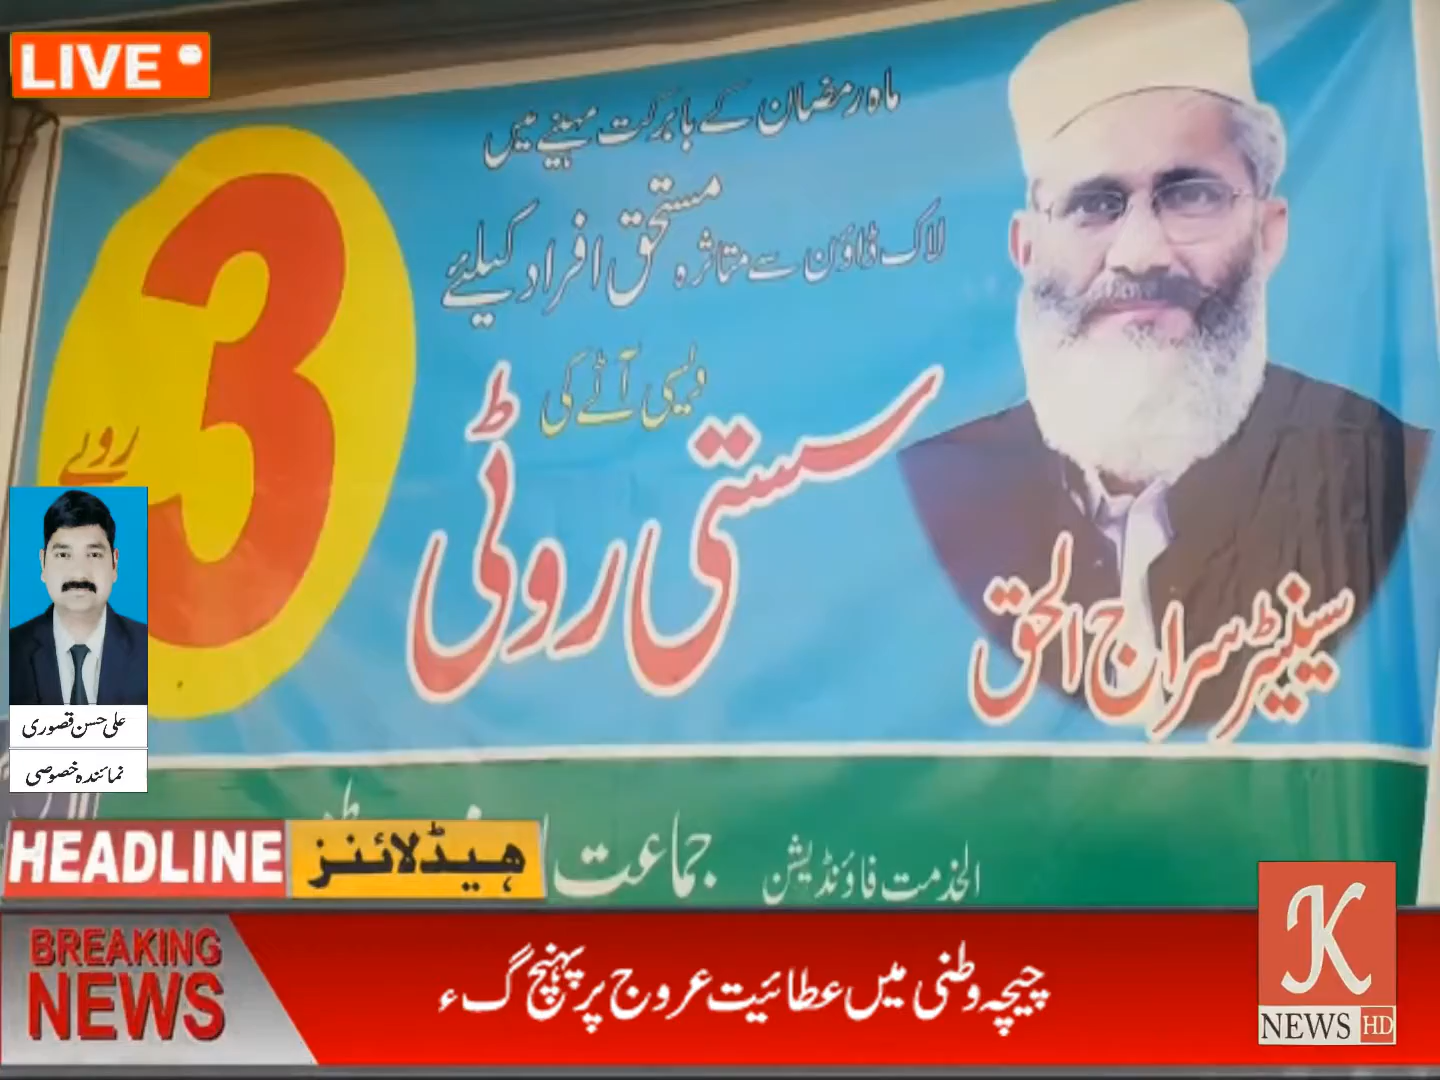 LIVE
ماہ رمضان کے بابرکت مہینے میں
لاک ڈاؤن سے متاثرہ مستحق افراد کیلئے
دیسی آٹے کی
سستی روٹی
3
روپے
سینیٹر سراج الحق
علی حسن قصوری
نمائندہ خصوصی
الخدمت فاؤنڈیشن
جماعت
HEADLINE
ہیڈلائنز
BREAKING
NEWS
چیچہ وطنی میں عطائیت عروج پر پہنچ گیء
K
NEWS HD